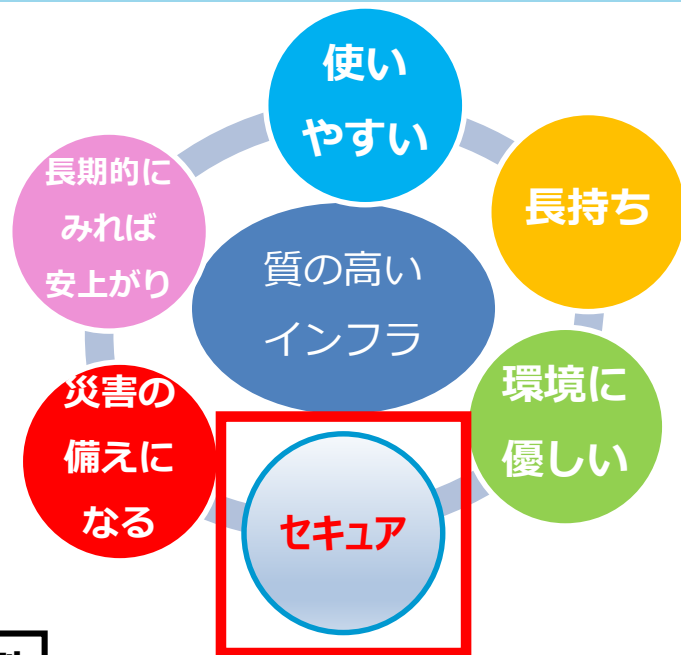 使い
やすい
長持ち
環境に
優しい
セキュア
災害の
備えに
なる
長期的に
みれば
安上がり
質の高い
インフラ